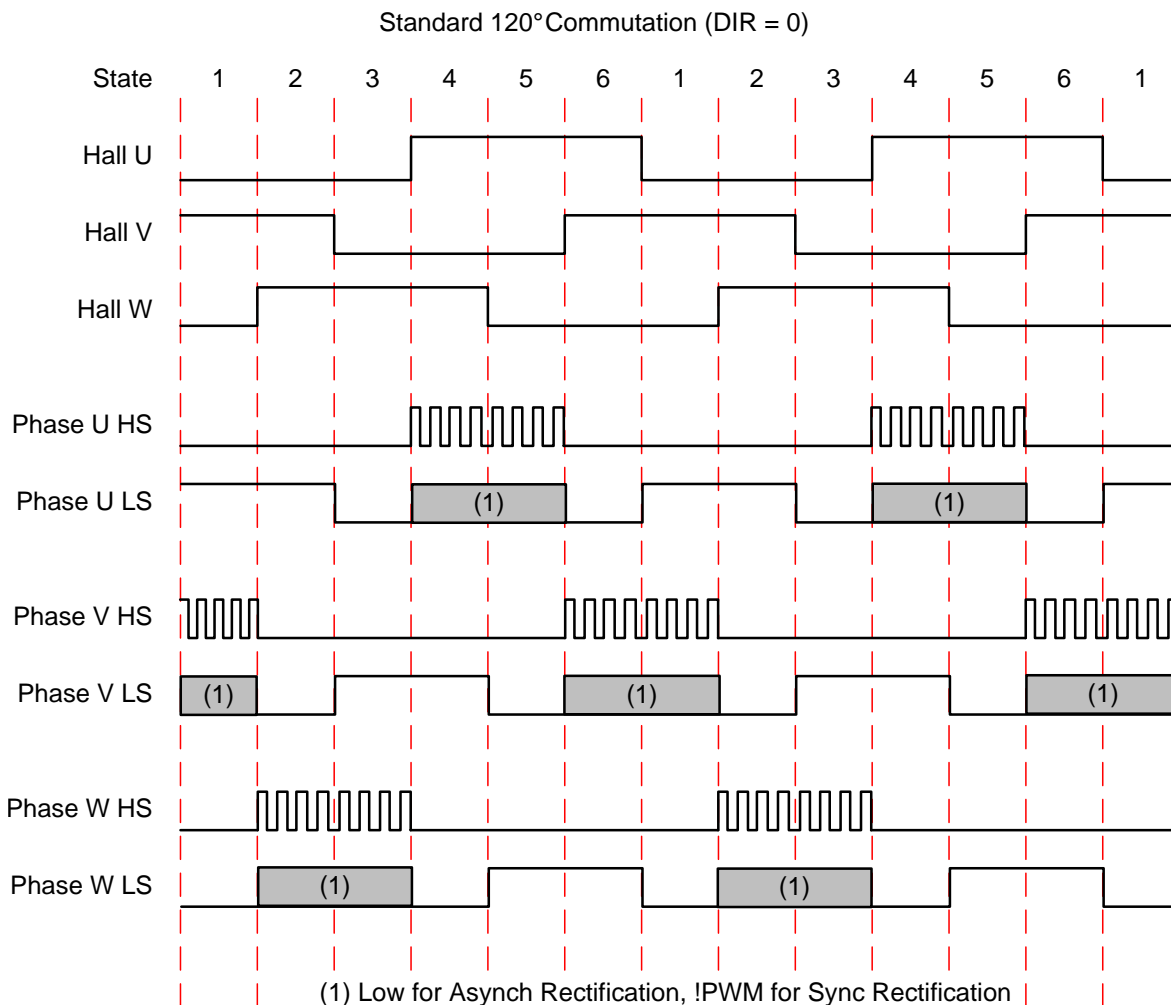 Standard 120°Commutation (DIR = 0)
State 1 2 3 4 5 6 1 2 3 4 5 6 1
Hall U
Hall V
Hall W
Phase U HS
Phase U LS (1) (1)
Phase V HS
Phase V LS (1) (1) (1)
Phase W HS
Phase W LS (1) (1)
(1) Low for Asynch Rectification, !PWM for Sync Rectification